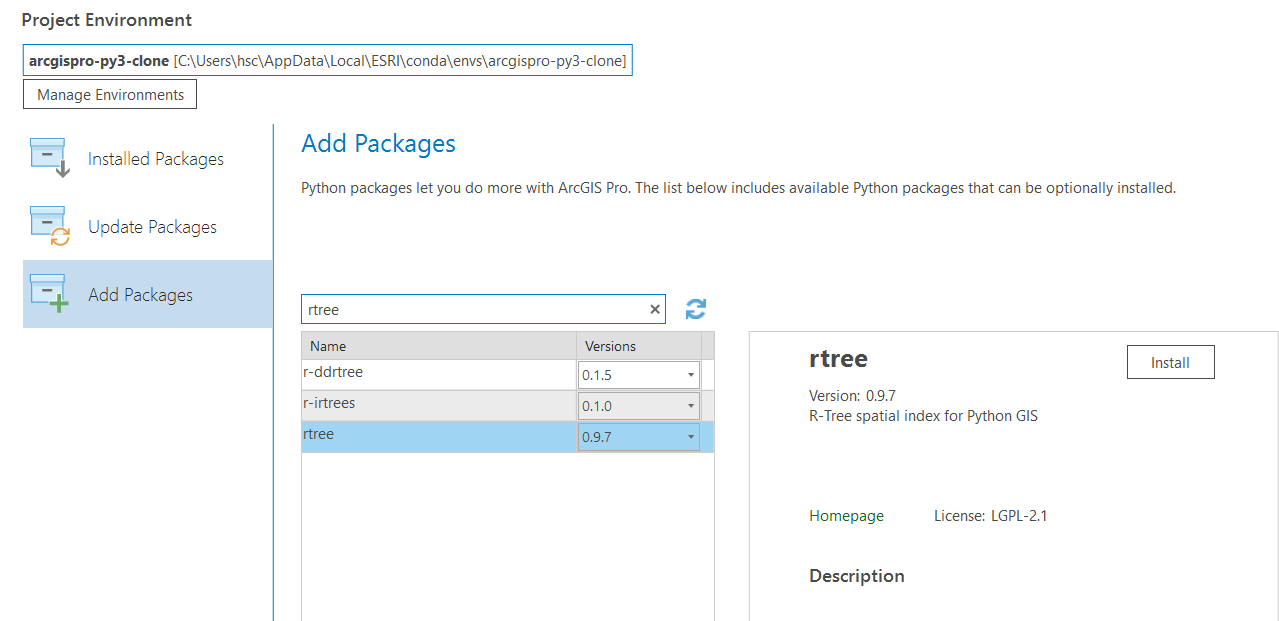 Project Environment
arcgispro-py3-clone [C:\Users\hsc\AppData\Local\ESRI\conda\envs\arcgispro-py3-clone]
Manage Environments
Installed Packages
Update Packages
Add Packages
Add Packages
Python packages let you do more with ArcGIS Pro. The list below includes available Python packages that can be optionally installed.
rtree
Name Versions
r-ddrtree 0.1.5
r-irtrees 0.1.0
rtree 0.9.7
rtree
Install
Version: 0.9.7
R-Tree spatial index for Python GIS
Homepage License: LGPL-2.1
Description